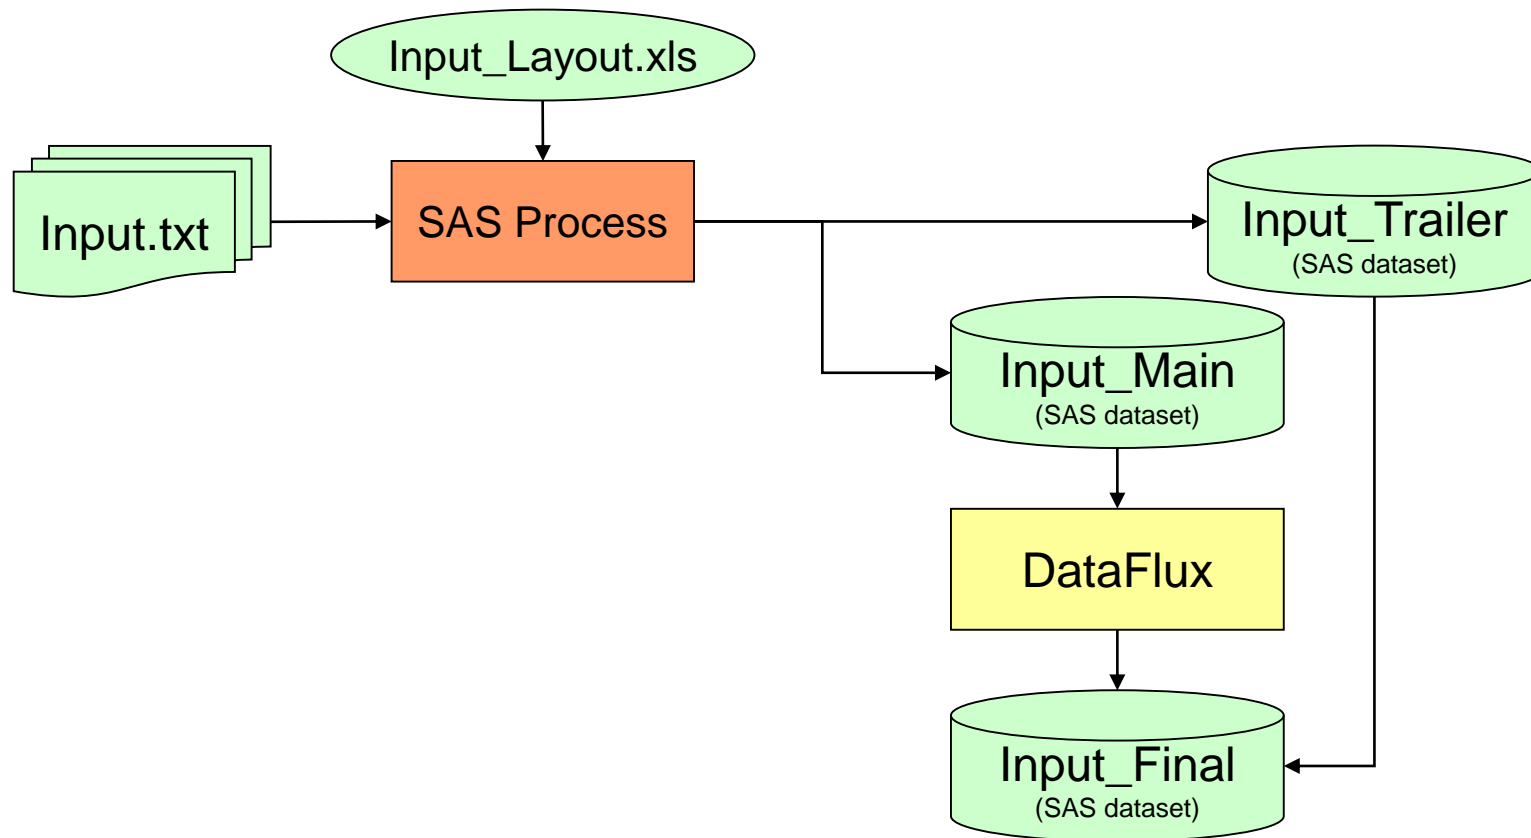 Input_Layout.xls
Input.txt
SAS Process
Input_Trailer
(SAS dataset)
Input_Main
(SAS dataset)
DataFlux
Input_Final
(SAS dataset)